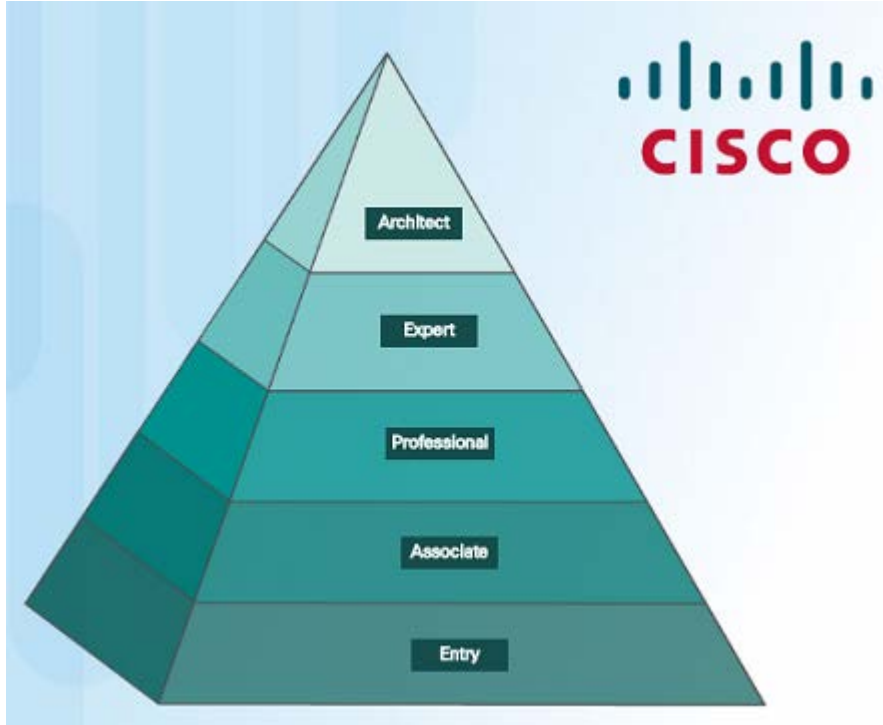 CISCO
Architect
Expert
Professional
Associate
Entry